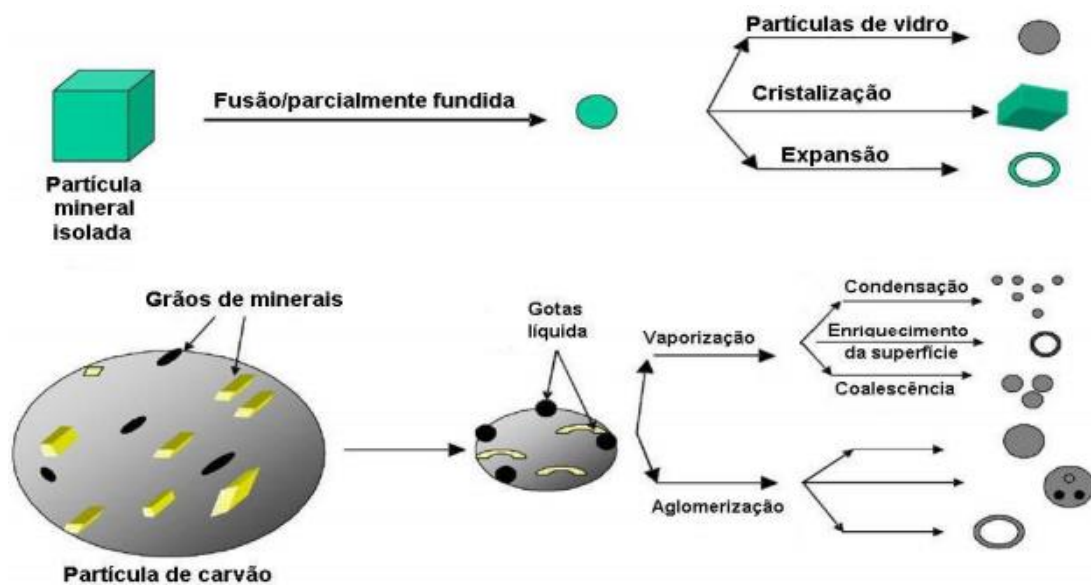 Partículas de vidro
Fusão/parcialmente fundida
Cristalização
Expansão
Partícula
mineral
isolada
Grãos de minerais
Gotas
líquida
Vaporização
Condensação
Enriquecimento
da superfície
Coalescência
Aglomerização
Partícula de carvão